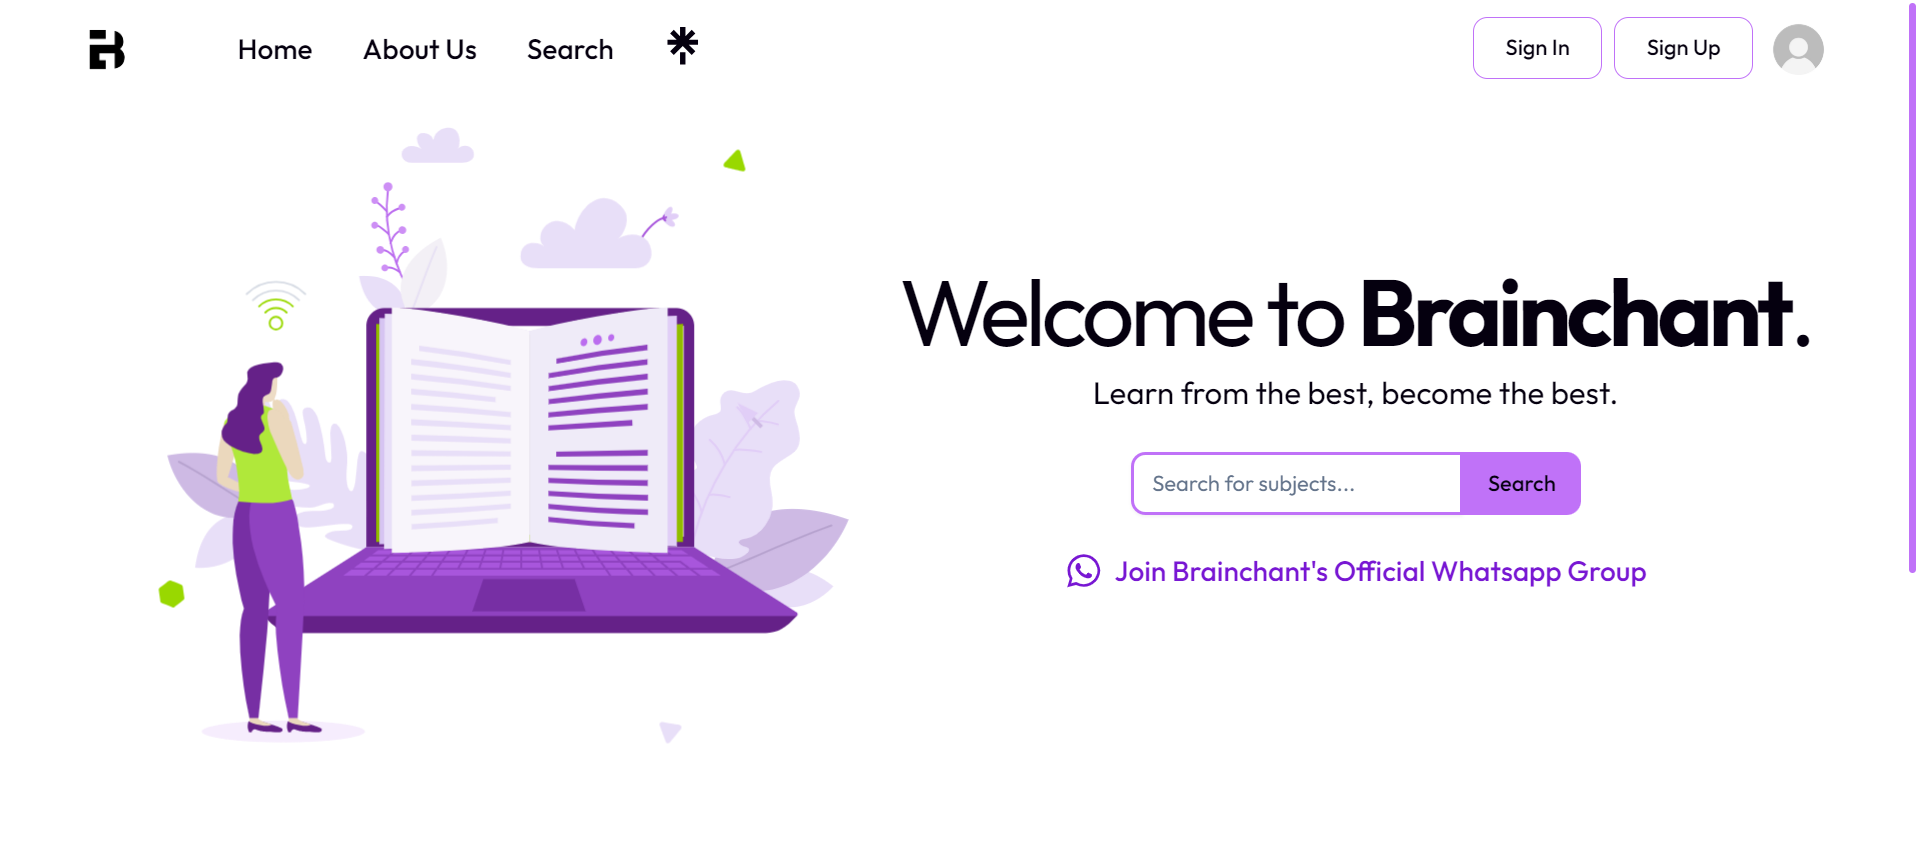 Home
About Us
Search
Sign In
Sign Up
Welcome to Brainchant.
Learn from the best, become the best.
Search for subjects...
Search
Join Brainchant's Official Whatsapp Group